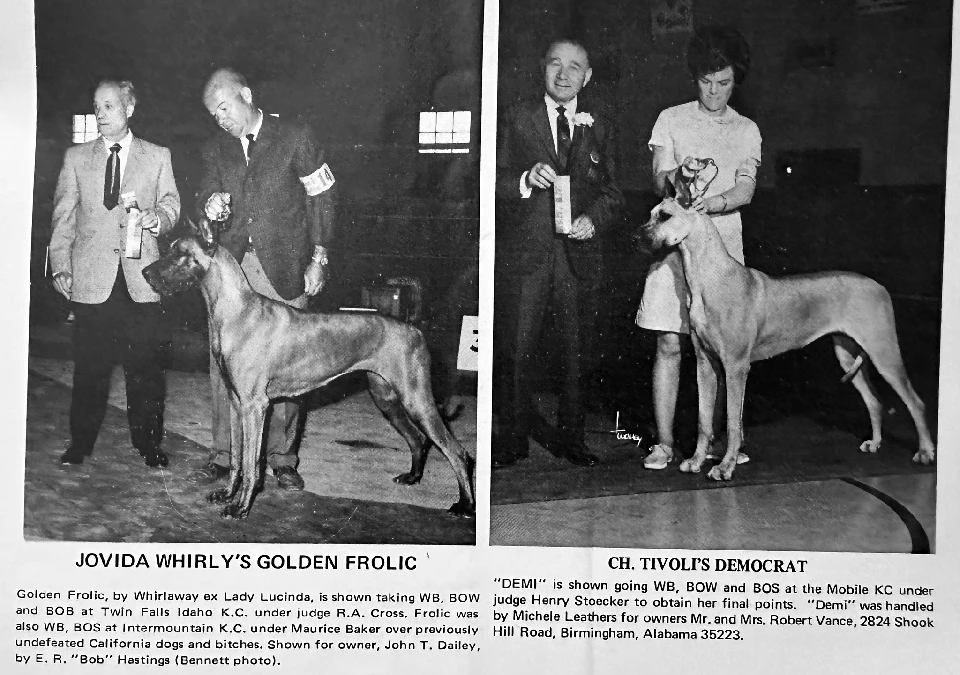 14
3
Twomey
JOVIDA WHIRLY'S GOLDEN FROLIC
Golden Frolic, by Whirlaway ex Lady Lucinda, is shown taking WB, BOW
and BOB at Twin Falls Idaho K.C. under judge R.A. Cross. Frolic was
also WB, BOS at Intermountain K.C. under Maurice Baker over previously
undefeated California dogs and bitches. Shown for owner, John T. Dailey,
by E. R. "Bob" Hastings (Bennett photo).
CH. TIVOLI'S DEMOCRAT
"DEMI" is shown going WB, BOW and BOS at the Mobile KC under
judge Henry Stoecker to obtain her final points. "Demi" was handled
by Michele Leathers for owners Mr. and Mrs. Robert Vance, 2824 Shook
Hill Road, Birmingham, Alabama 35223.